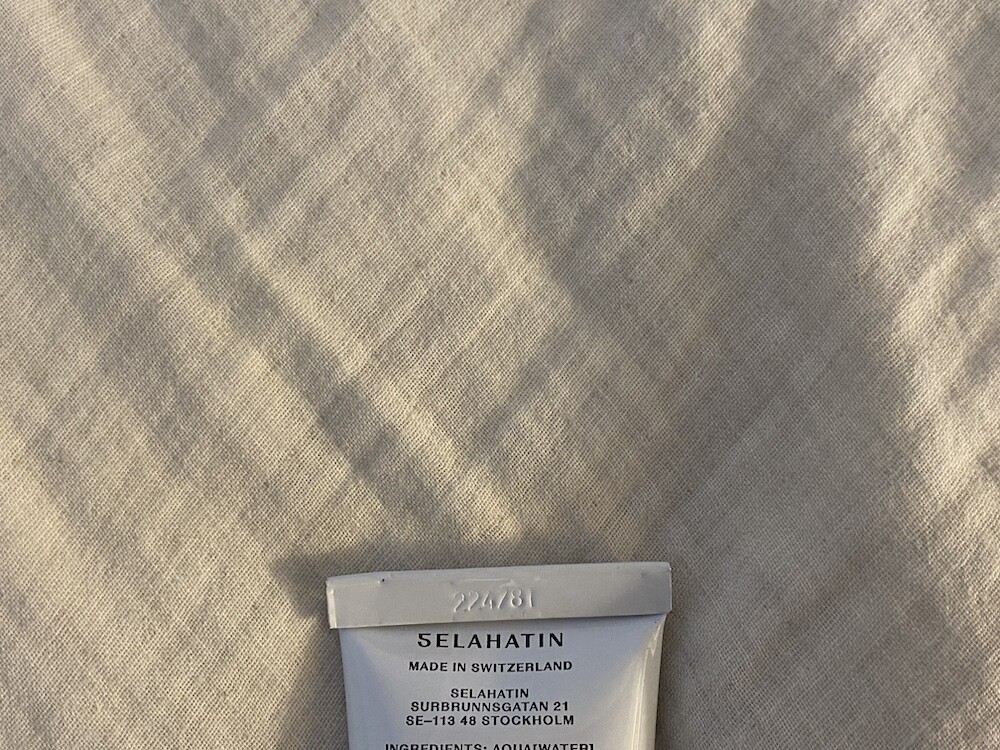 224781
SELAHATIN
MADE IN SWITZERLAND
SELAHATIN
SURBRUNNSGATAN 21
SE–113 48 STOCKHOLM
INGREDIENTS: AQUA[WATER]